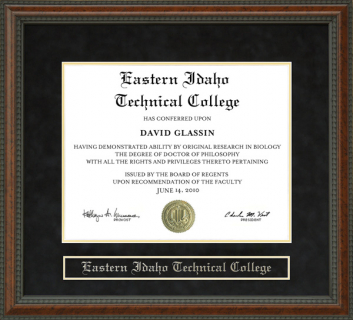 Eastern Idaho
Technical College
HAS CONFERRED UPON
DAVID GLASSIN
HAVING DEMONSTRATED ABILITY BY ORIGINAL RESEARCH IN BIOLOGY
THE DEGREE OF DOCTOR OF PHILOSOPHY
WITH ALL THE RIGHTS AND PRIVILEGES THERETO PERTAINING
ISSUED BY THE BOARD OF REGENTS
UPON RECOMMENDATION OF THE FACULTY
JUNE 14, 2010
PROVOST
PRESIDENT
Eastern Idaho Technical College